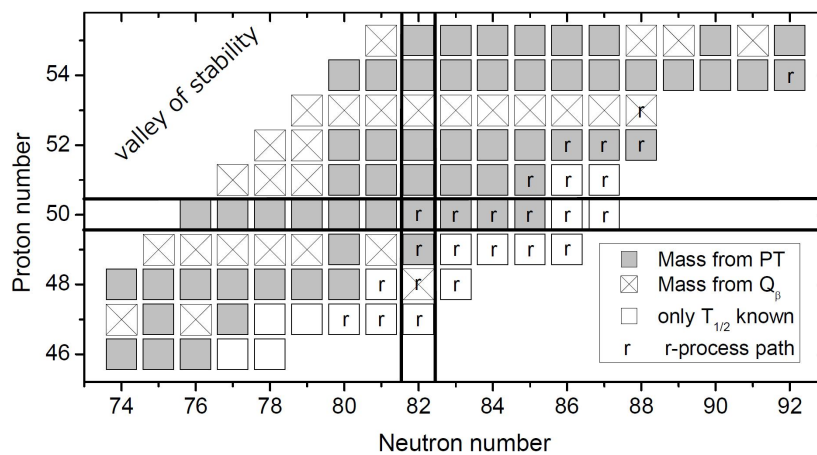 valley of stability
Proton number
54 r
r
52 r r r
r r r
50 r r r r r r
r r r r r
48 r r r
r r r
46
Mass from PT
Mass from Qβ
only T1/2 known
r r-process path
74 76 78 80 82 84 86 88 90 92
Neutron number